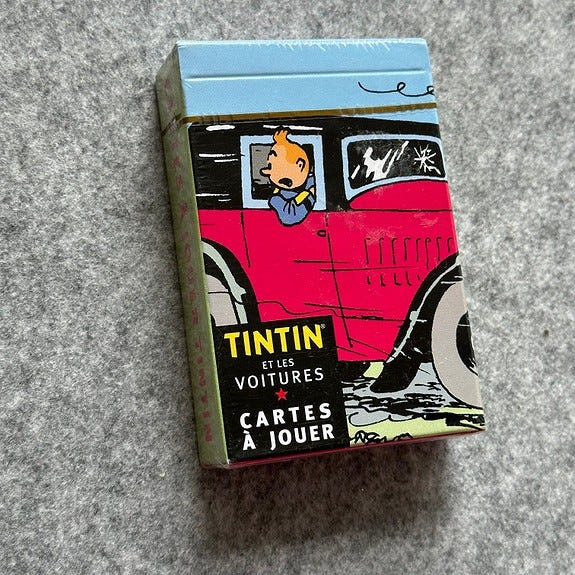 TINTIN®
ET LES
VOITURES
CARTES
À JOUER